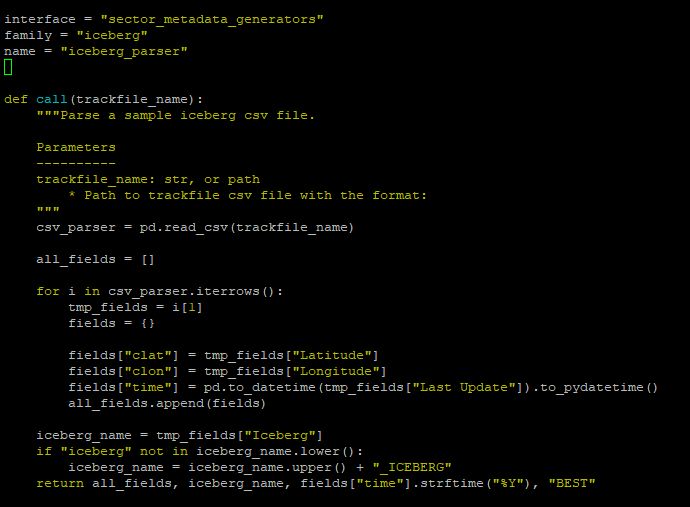 interface = "sector_metadata_generators"
family = "iceberg"
name = "iceberg_parser"
def call(trackfile_name):
    """Parse a sample iceberg csv file.
    Parameters
    ----------
    trackfile_name: str, or path
        * Path to trackfile csv file with the format:
    """
    csv_parser = pd.read_csv(trackfile_name)
    all_fields = []
    for i in csv_parser.iterrows():
        tmp_fields = i[1]
        fields = {}
        fields["clat"] = tmp_fields["Latitude"]
        fields["clon"] = tmp_fields["Longitude"]
        fields["time"] = pd.to_datetime(tmp_fields["Last Update"]).to_pydatetime()
        all_fields.append(fields)
    iceberg_name = tmp_fields["Iceberg"]
    if "iceberg" not in iceberg_name.lower():
        iceberg_name = iceberg_name.upper() + "_ICEBERG"
    return all_fields, iceberg_name, fields["time"].strftime("%Y"), "BEST"